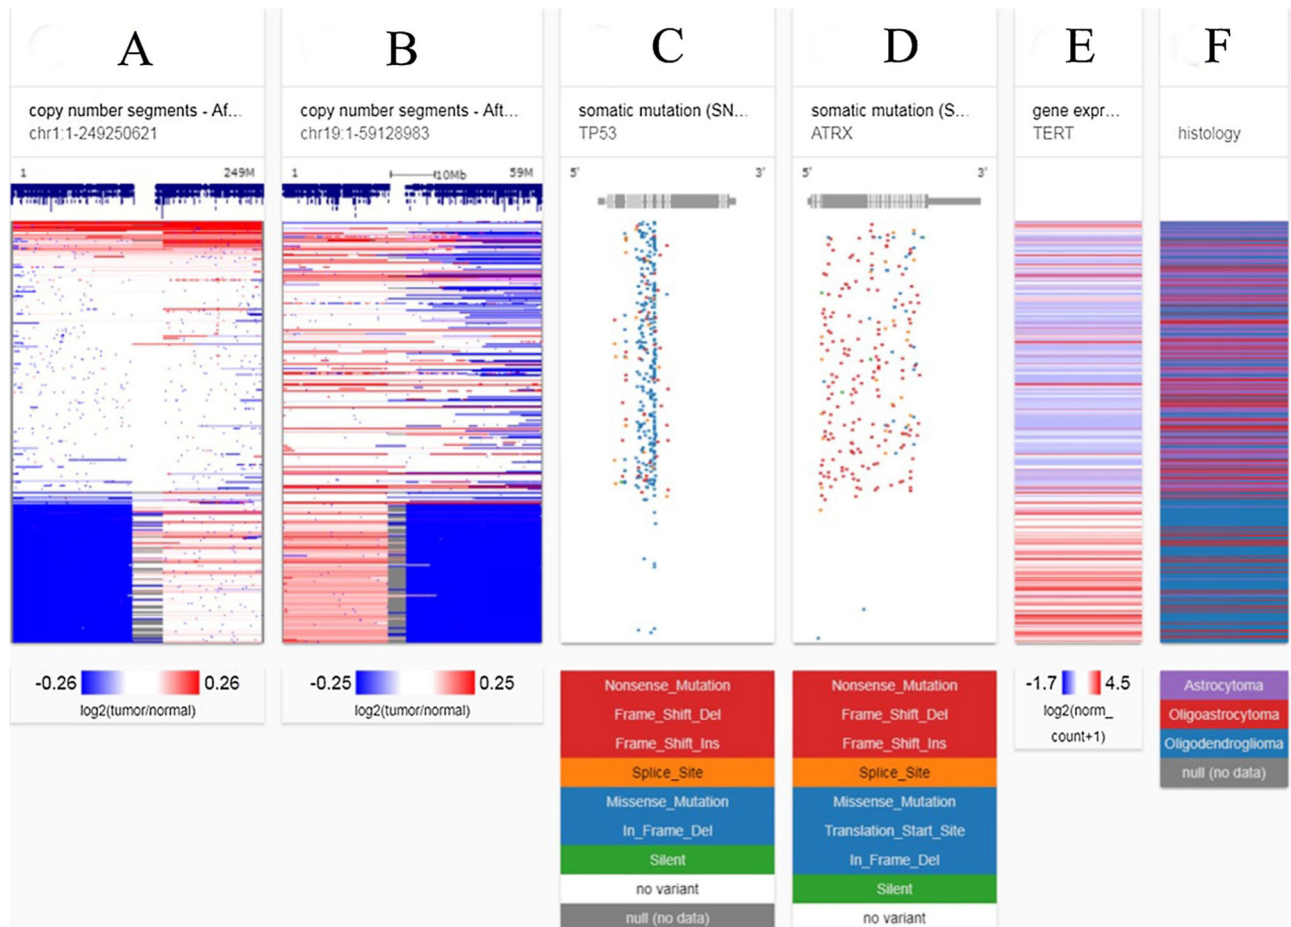 A B C D E F
copy number segments - Af... copy number segments - Aft... somatic mutation (SN... somatic mutation (S... gene expr...
chr1:1-249250621 chr19:1-59128983 TP53 ATRX TERT histology
1 249M 1 10Mb 59M 5' 3' 5' 3'
-0.26 0.26
log2(tumor/normal)
-0.25 0.25
log2(tumor/normal)
Nonsense_Mutation
Frame_Shift_Del
Frame_Shift_Ins
Splice_Site
Missense_Mutation
In_Frame_Del
Silent
no variant
null (no data)
Nonsense_Mutation
Frame_Shift_Del
Frame_Shift_Ins
Splice_Site
Missense_Mutation
Translation_Start_Site
In_Frame_Del
Silent
no variant
-1.7 4.5
log2(norm_
count+1)
Astrocytoma
Oligoastrocytoma
Oligodendroglioma
null (no data)